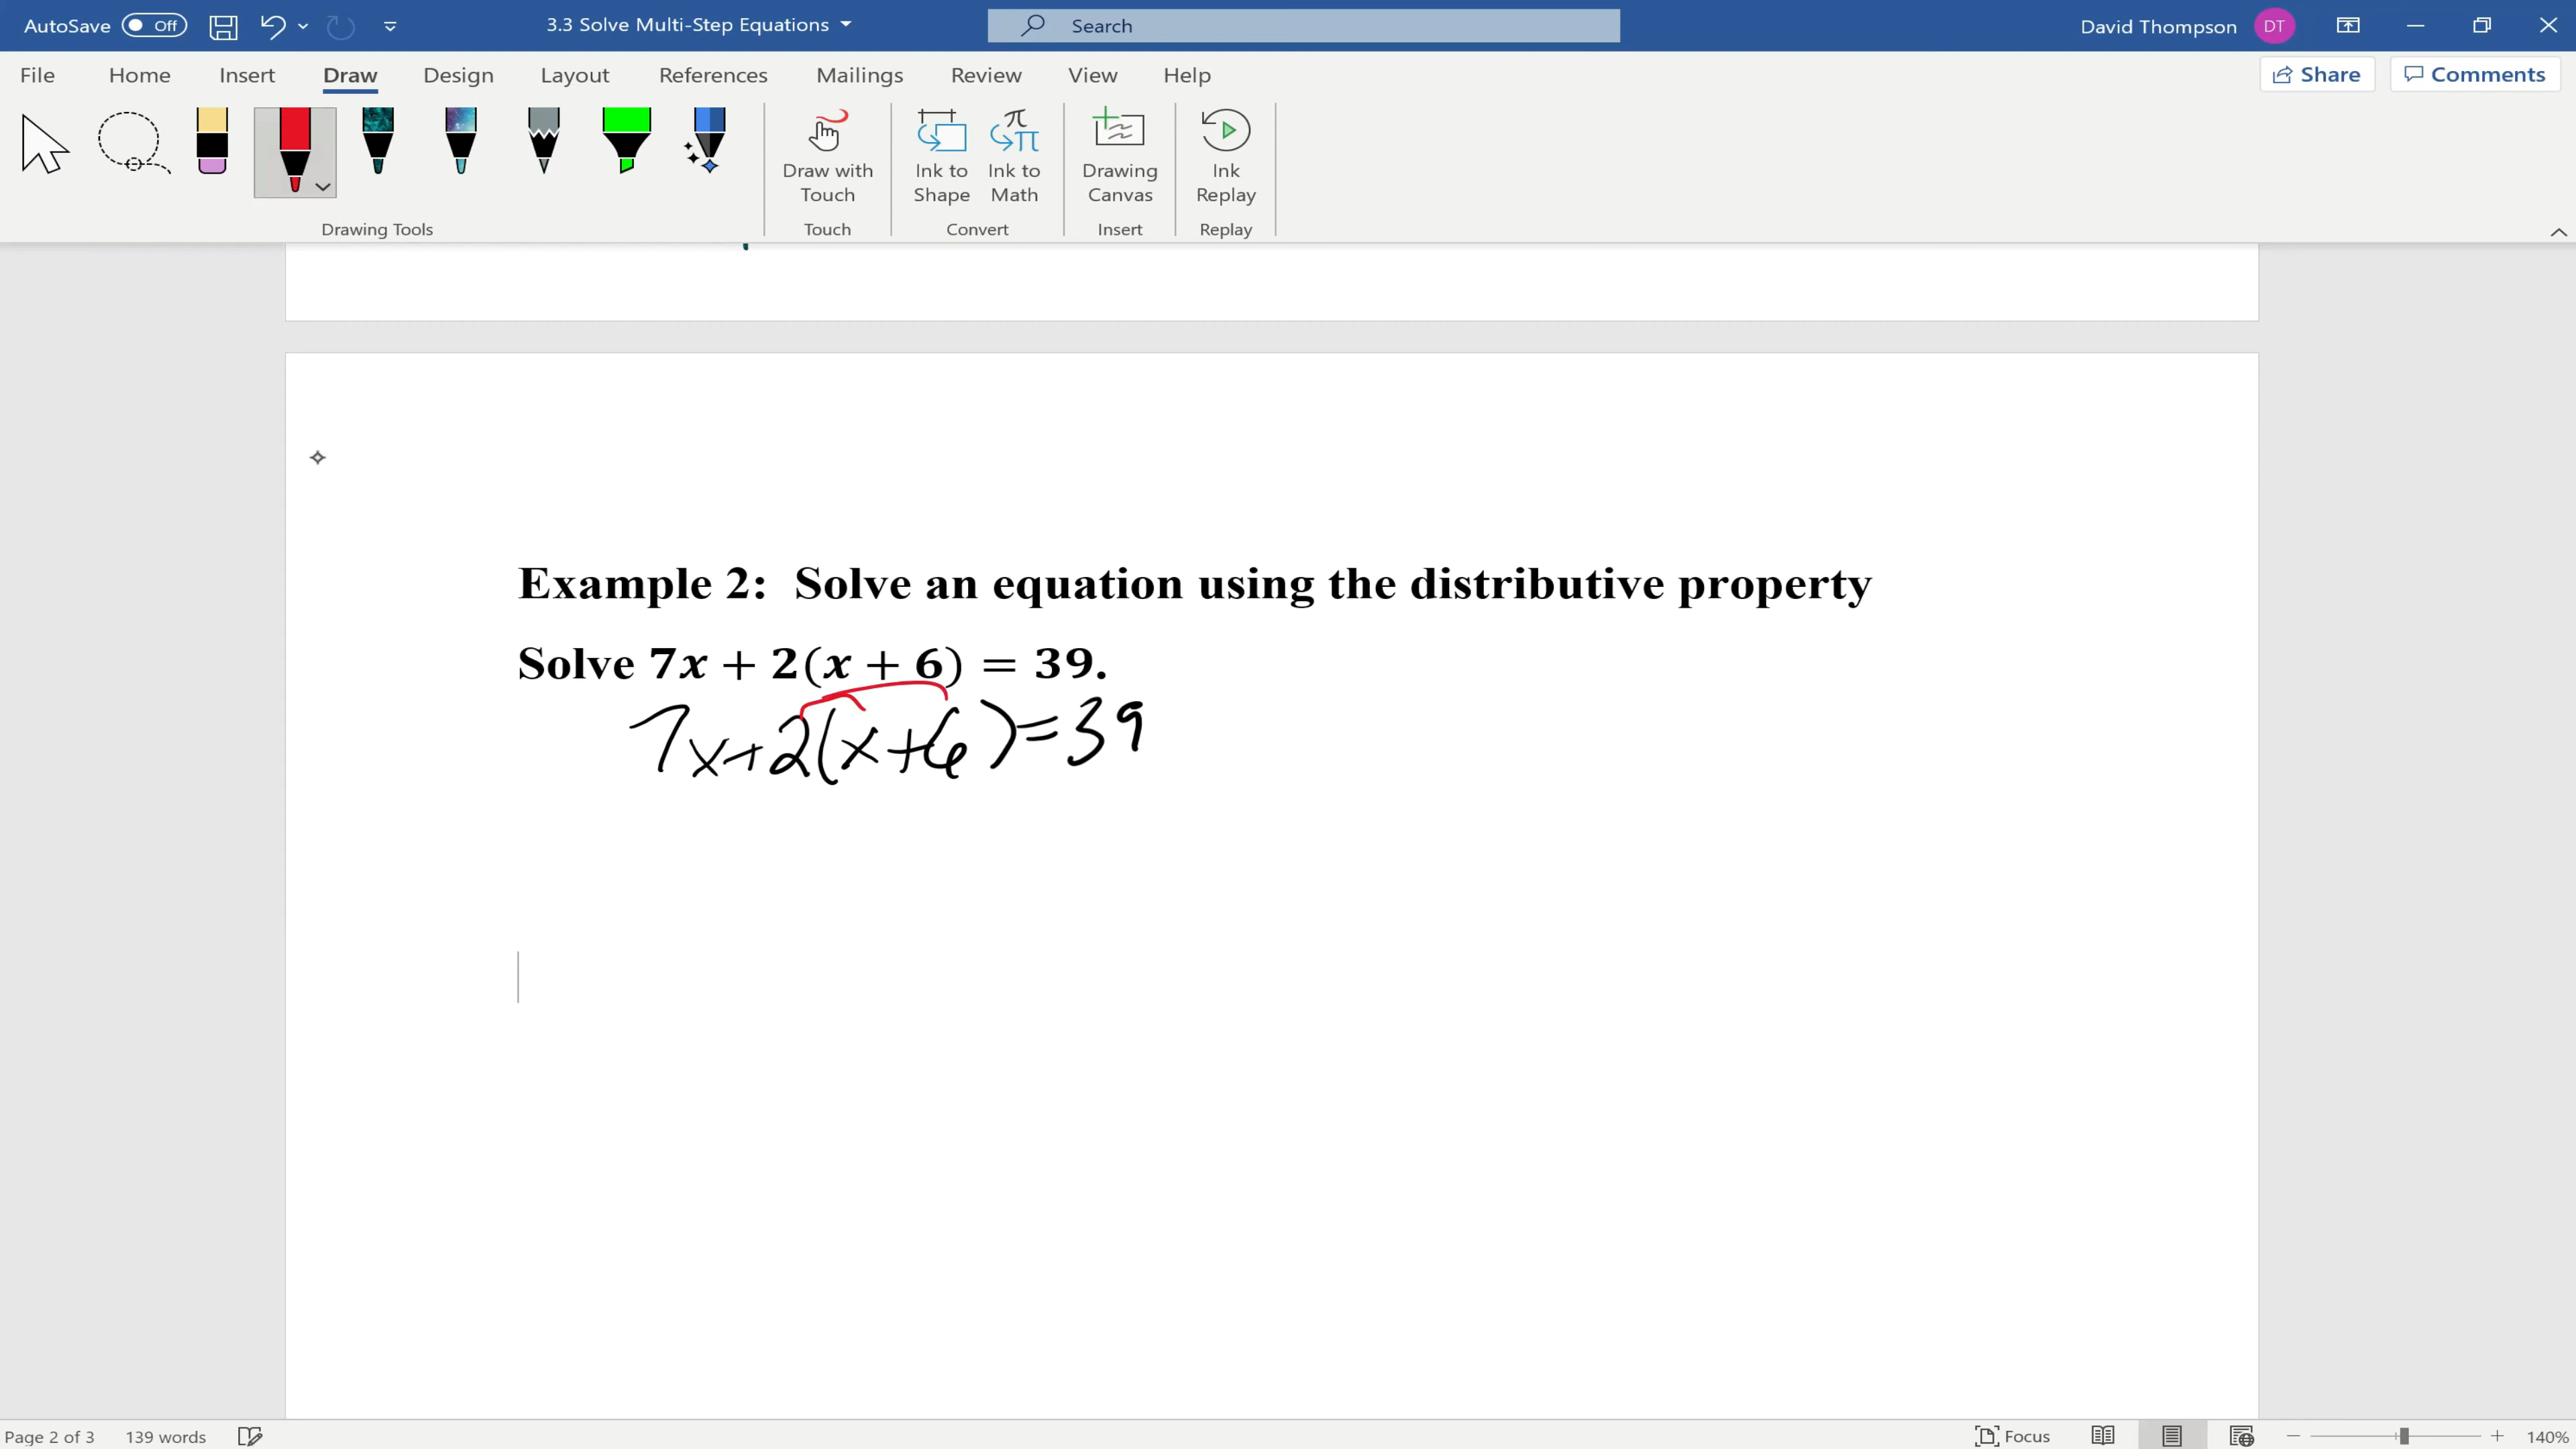 AutoSave Off 3.3 Solve Multi-Step Equations Search David Thompson DT
File Home Insert Draw Design Layout References Mailings Review View Help Share Comments
Draw with Touch Ink to Shape Ink to Math Drawing Canvas Ink Replay
Drawing Tools Touch Convert Insert Replay
Example 2: Solve an equation using the distributive property
Solve 7x + 2(x + 6) = 39.
7x+2(x+6)=39
Page 2 of 3 139 words Focus 140%